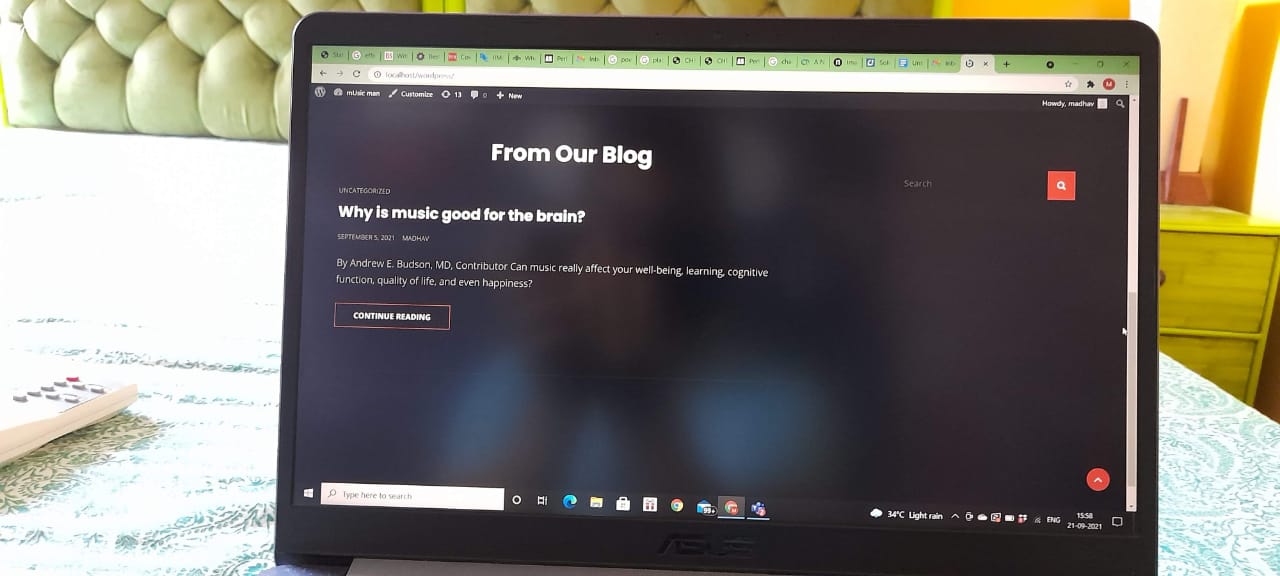 localhost/wordpress/
mUsic man Customize 13 0 New
Howdy, madhav
From Our Blog
Search
UNCATEGORIZED
Why is music good for the brain?
SEPTEMBER 5, 2021 MADHAV
By Andrew E. Budson, MD, Contributor Can music really affect your well-being, learning, cognitive
function, quality of life, and even happiness?
CONTINUE READING
Type here to search
99+
34°C Light rain
ENG
15:58
21-09-2021
ASUS